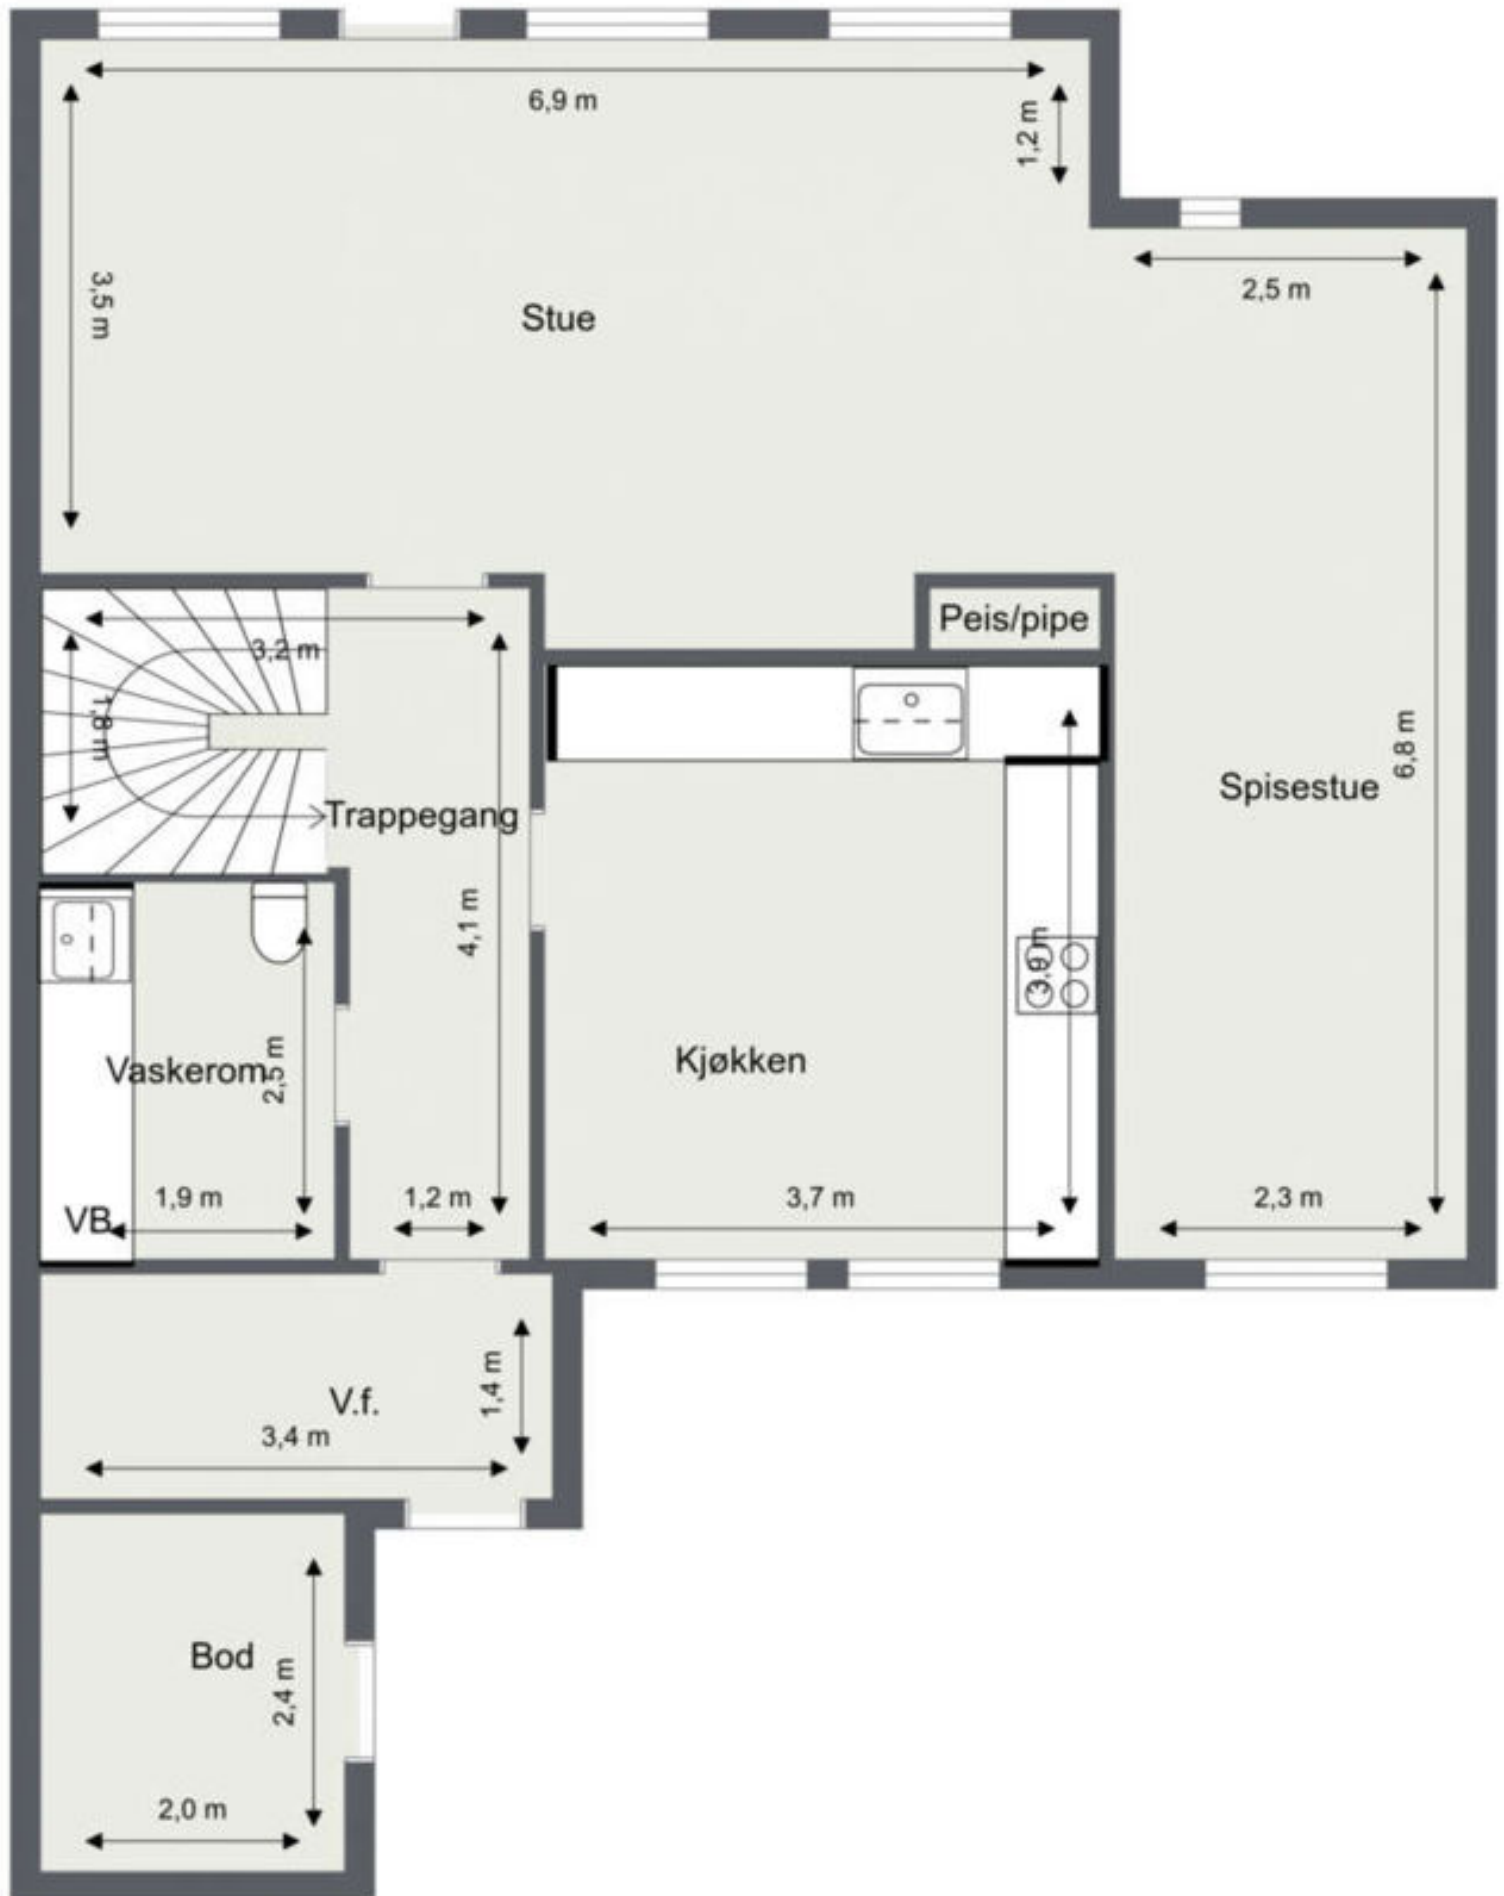 6,9 m
1,2 m
2,5 m
3,5 m
Stue
Peis/pipe
3,2 m
1,8 m
6,8 m
Spisestue
Trappegang
4,1 m
3,9 m
Kjøkken
Vaskerom
2,5 m
1,9 m
1,2 m
3,7 m
2,3 m
VB
V.f.
1,4 m
3,4 m
Bod
2,4 m
2,0 m